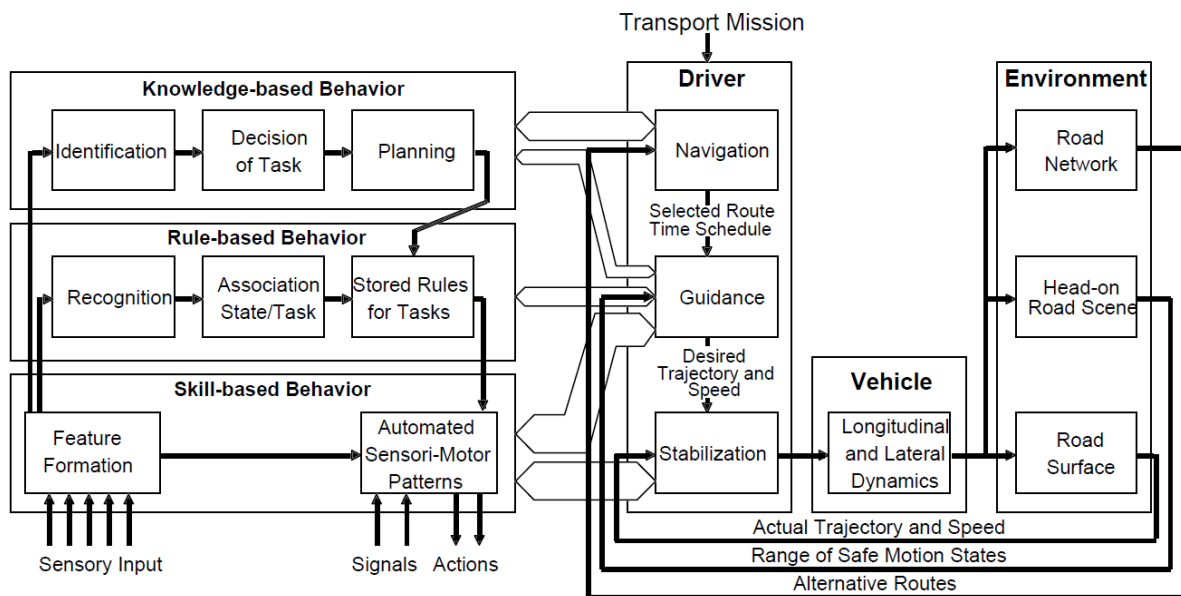 Transport Mission
Knowledge-based Behavior
Identification
Decision
of Task
Planning
Rule-based Behavior
Recognition
Association
State/Task
Stored Rules
for Tasks
Skill-based Behavior
Feature
Formation
Automated
Sensori-Motor
Patterns
Sensory Input
Signals
Actions
Driver
Navigation
Selected Route
Time Schedule
Guidance
Desired
Trajectory and
Speed
Stabilization
Vehicle
Longitudinal
and Lateral
Dynamics
Environment
Road
Network
Head-on
Road Scene
Road
Surface
Actual Trajectory and Speed
Range of Safe Motion States
Alternative Routes